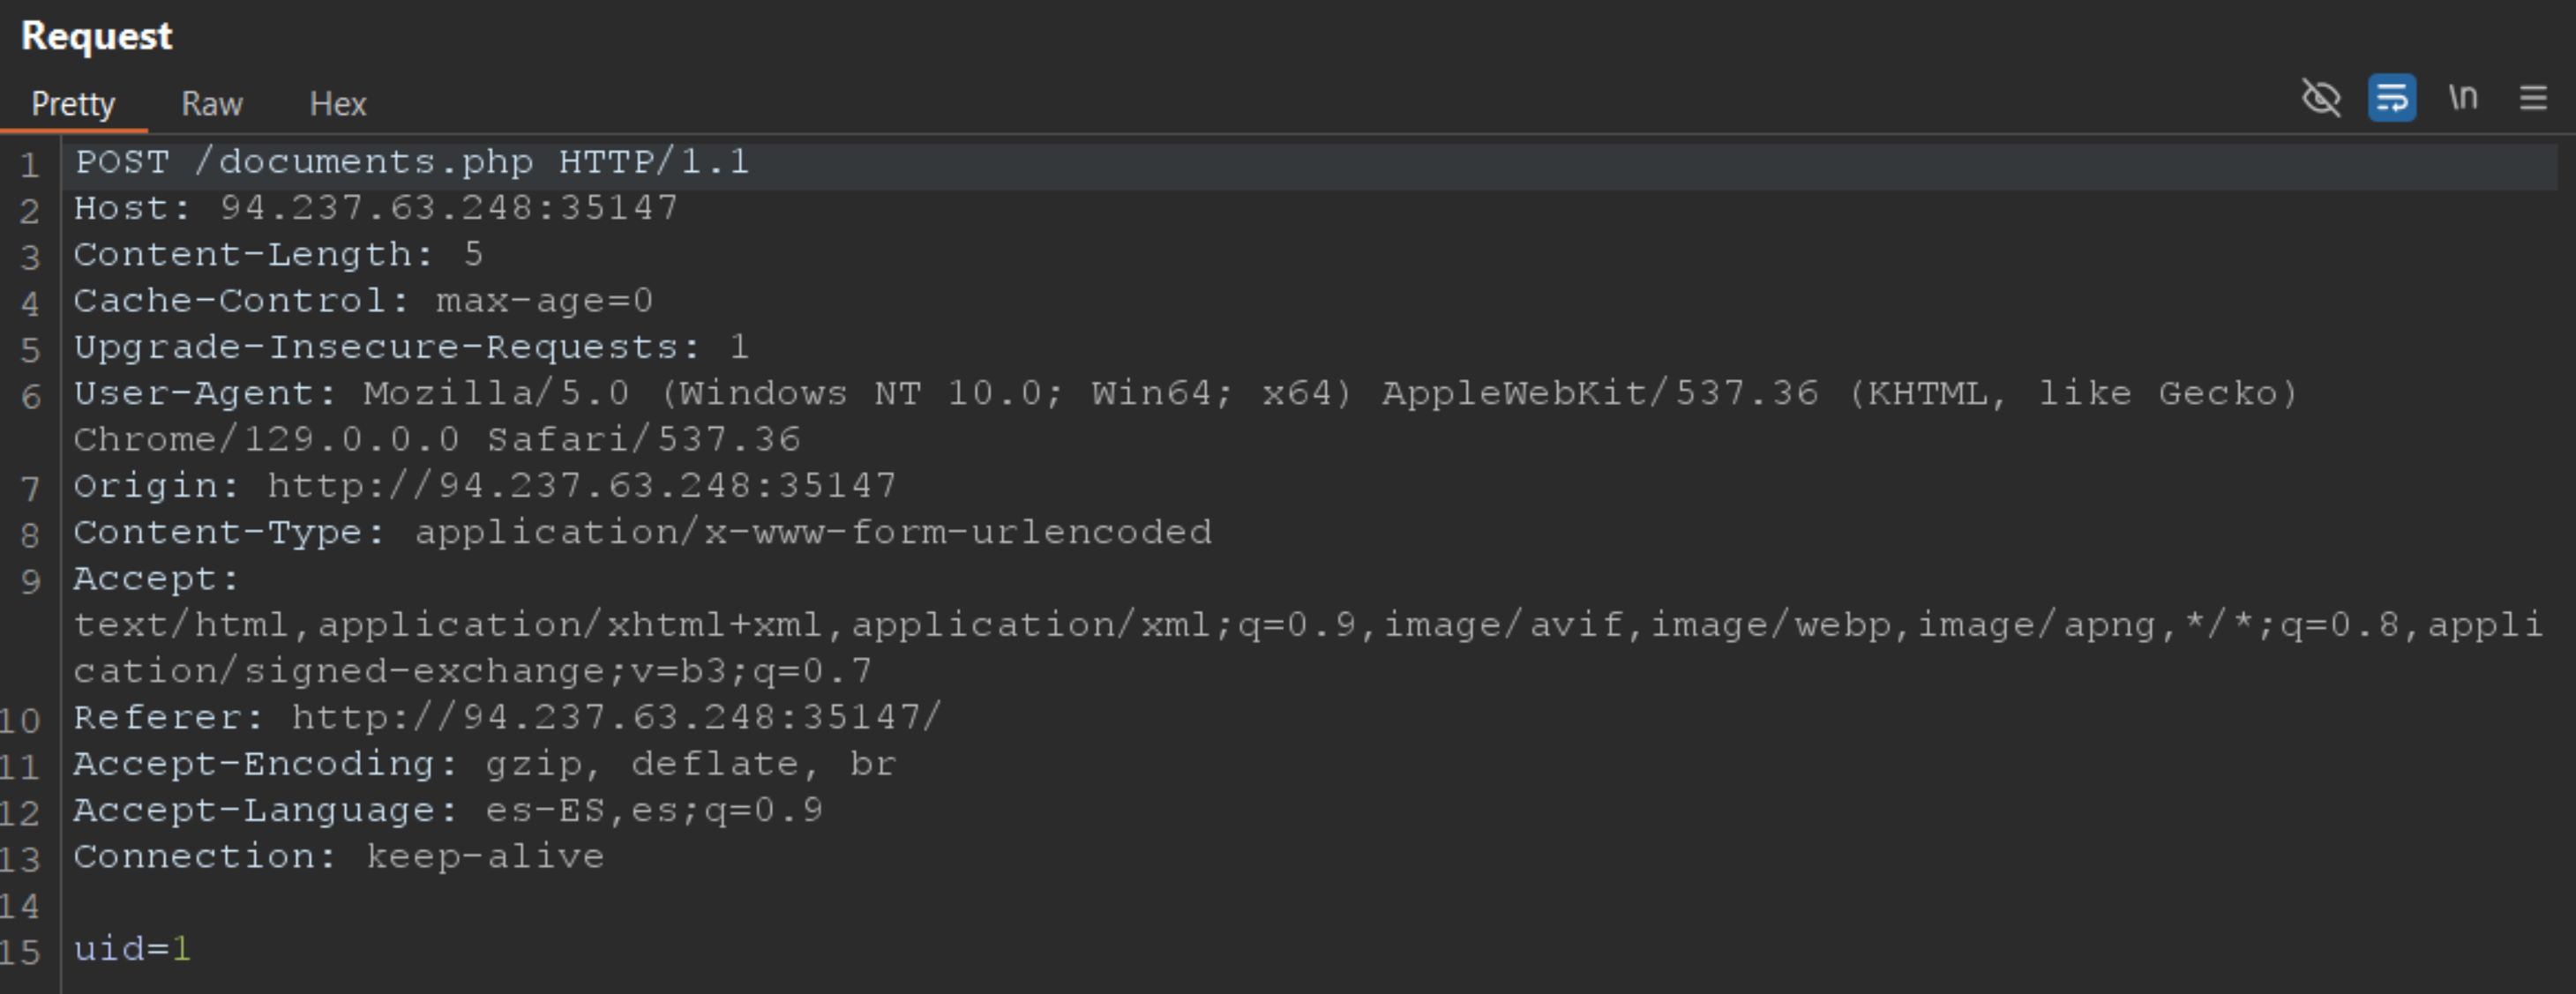 Request
Pretty Raw Hex
\n
1 POST /documents.php HTTP/1.1
2 Host: 94.237.63.248:35147
3 Content-Length: 5
4 Cache-Control: max-age=0
5 Upgrade-Insecure-Requests: 1
6 User-Agent: Mozilla/5.0 (Windows NT 10.0; Win64; x64) AppleWebKit/537.36 (KHTML, like Gecko)
Chrome/129.0.0.0 Safari/537.36
7 Origin: http://94.237.63.248:35147
8 Content-Type: application/x-www-form-urlencoded
9 Accept:
text/html,application/xhtml+xml,application/xml;q=0.9,image/avif,image/webp,image/apng,*/*;q=0.8,appli
cation/signed-exchange;v=b3;q=0.7
10 Referer: http://94.237.63.248:35147/
11 Accept-Encoding: gzip, deflate, br
12 Accept-Language: es-ES,es;q=0.9
13 Connection: keep-alive
14
15 uid=1